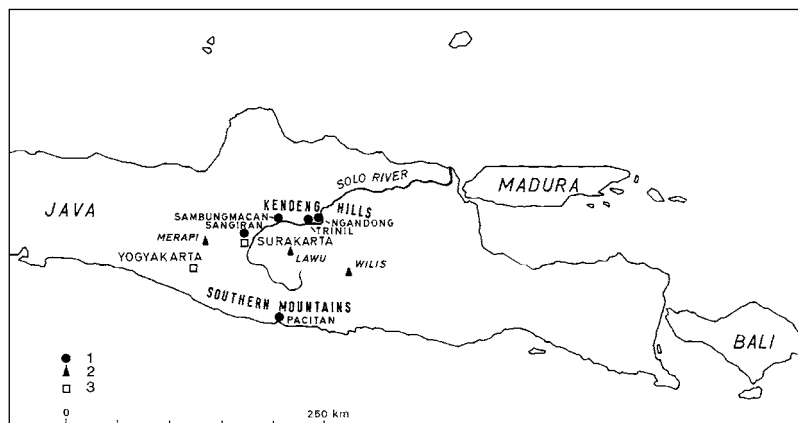 SOLO RIVER
MADURA
JAVA
KENDENG HILLS
SAMBUNGMACAN
NGANDONG
SANGIRAN
TRINIL
MERAPI
SURAKARTA
YOGYAKARTA
LAWU
WILIS
SOUTHERN MOUNTAINS
PACITAN
BALI
1
2
3
0 250 km